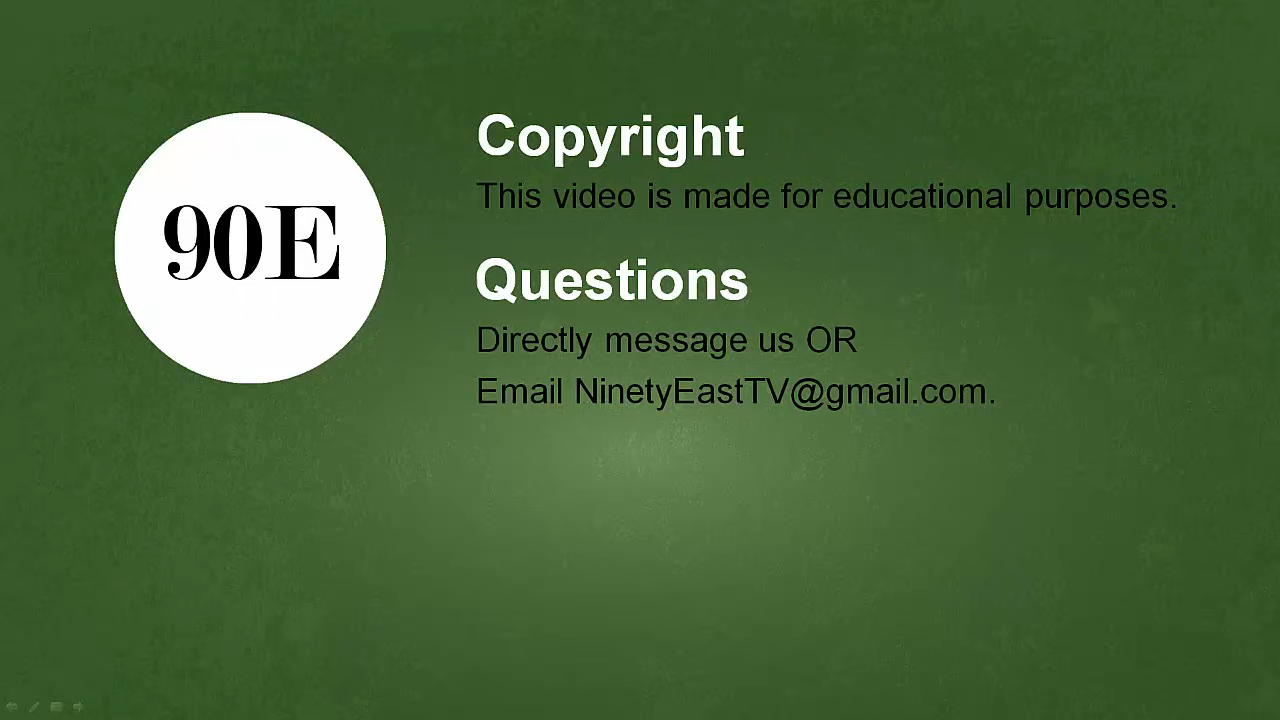 90E
Copyright
This video is made for educational purposes.
Questions
Directly message us OR
Email NinetyEastTV@gmail.com.